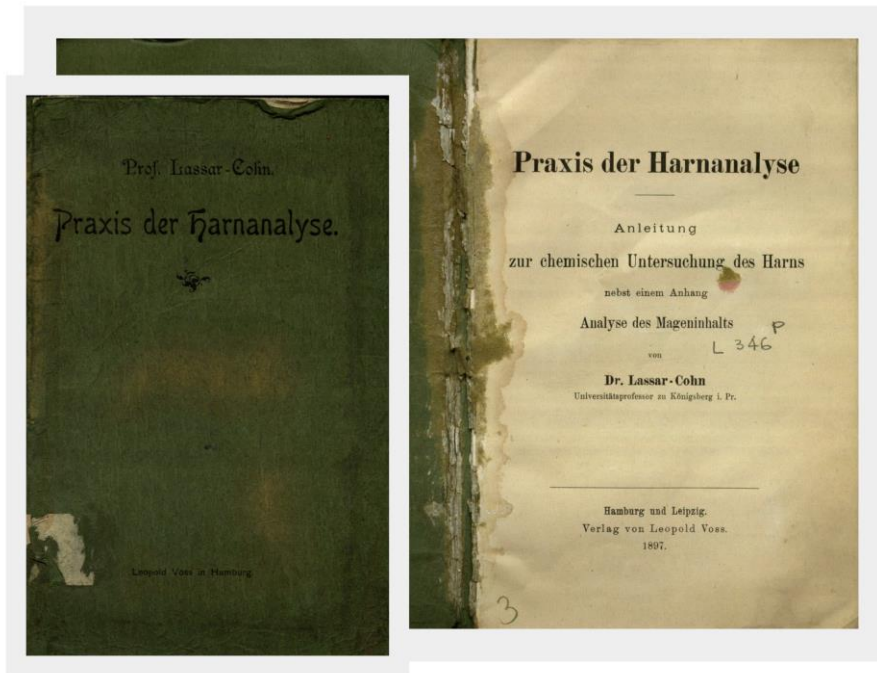 Prof. Lassar-Cohn.
Praxis der Harnanalyse.
Leopold Voss in Hamburg
Praxis der Harnanalyse
Anleitung
zur chemischen Untersuchung des Harns
nebst einem Anhang
Analyse des Mageninhalts
P
L 346
von
Dr. Lassar-Cohn
Universitätsprofessor zu Königsberg i. Pr.
Hamburg und Leipzig.
Verlag von Leopold Voss.
1897.
3